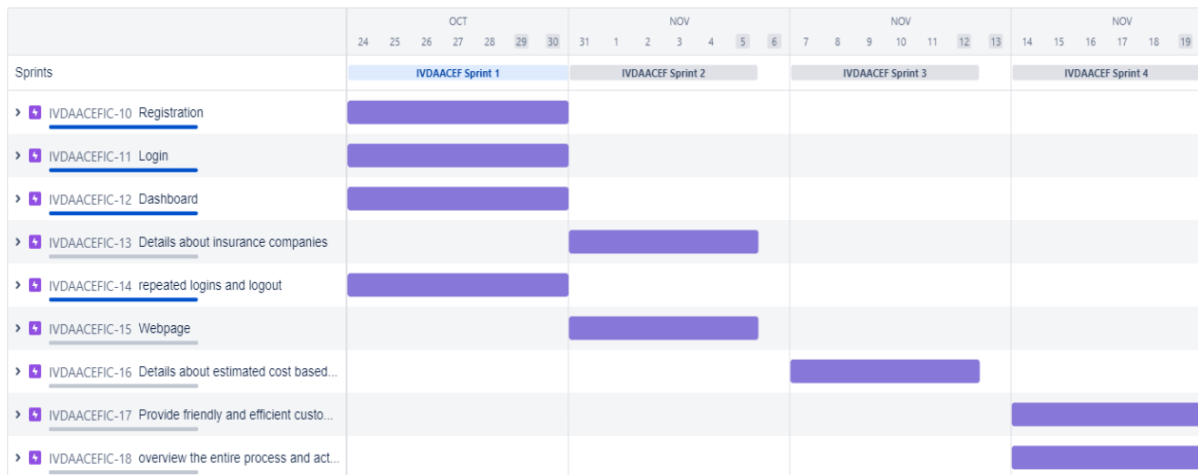 OCT NOV NOV NOV
24 25 26 27 28 29 30 31 1 2 3 4 5 6 7 8 9 10 11 12 13 14 15 16 17 18 19
Sprints IVDAACEF Sprint 1 IVDAACEF Sprint 2 IVDAACEF Sprint 3 IVDAACEF Sprint 4
IVDAACEFIC-10 Registration
IVDAACEFIC-11 Login
IVDAACEFIC-12 Dashboard
IVDAACEFIC-13 Details about insurance companies
IVDAACEFIC-14 repeated logins and logout
IVDAACEFIC-15 Webpage
IVDAACEFIC-16 Details about estimated cost based...
IVDAACEFIC-17 Provide friendly and efficient custo...
IVDAACEFIC-18 overview the entire process and act...